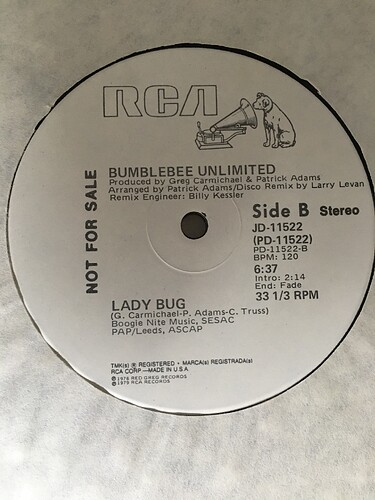 RCA
NOT FOR SALE
BUMBLEBEE UNLIMITED
Produced by Greg Carmichael & Patrick Adams
Arranged by Patrick Adams/Disco Remix by Larry Levan
Remix Engineer: Billy Kessler
Side B Stereo
JD-11522
(PD-11522)
PD-11522-B
BPM: 120
6:37
Intro: 2:14
End: Fade
33 1/3 RPM
LADY BUG
(G. Carmichael-P. Adams-C. Truss)
Boogie Nite Music, SESAC
PAP/Leeds, ASCAP
TMK(s) ® REGISTERED • MARCA(s) REGISTRADA(s)
RCA CORP.—MADE IN U.S.A.
℗1978 RED GREG RECORDS
©1979 RCA RECORDS